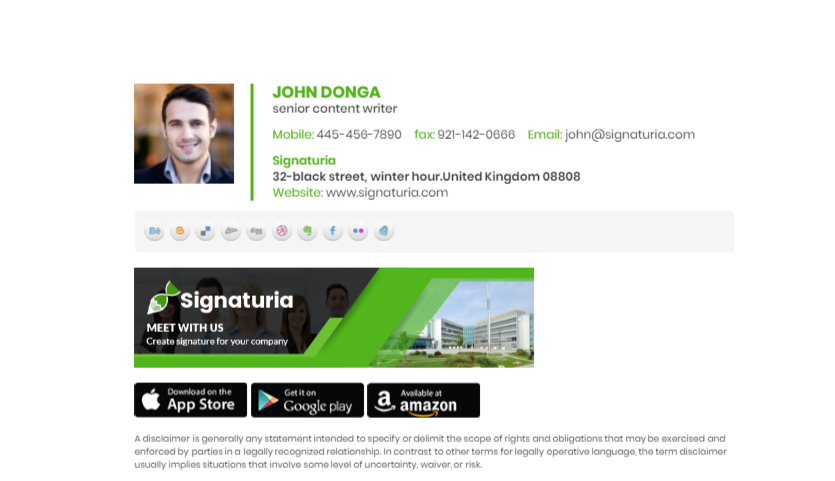 JOHN DONGA
senior content writer
Mobile: 445-456-7890 fax: 921-142-0666 Email: john@signaturia.com
Signaturia
32-black street, winter hour.United Kingdom 08808
Website: www.signaturia.com
Bē
digg
Signaturia
MEET WITH US
Create signature for your company
Download on the
App Store
Get it on
Google play
Available at
amazon
A disclaimer is generally any statement intended to specify or delimit the scope of rights and obligations that may be exercised and
enforced by parties in a legally recognized relationship. In contrast to other terms for legally operative language, the term disclaimer
usually implies situations that involve some level of uncertainty, waiver, or risk.